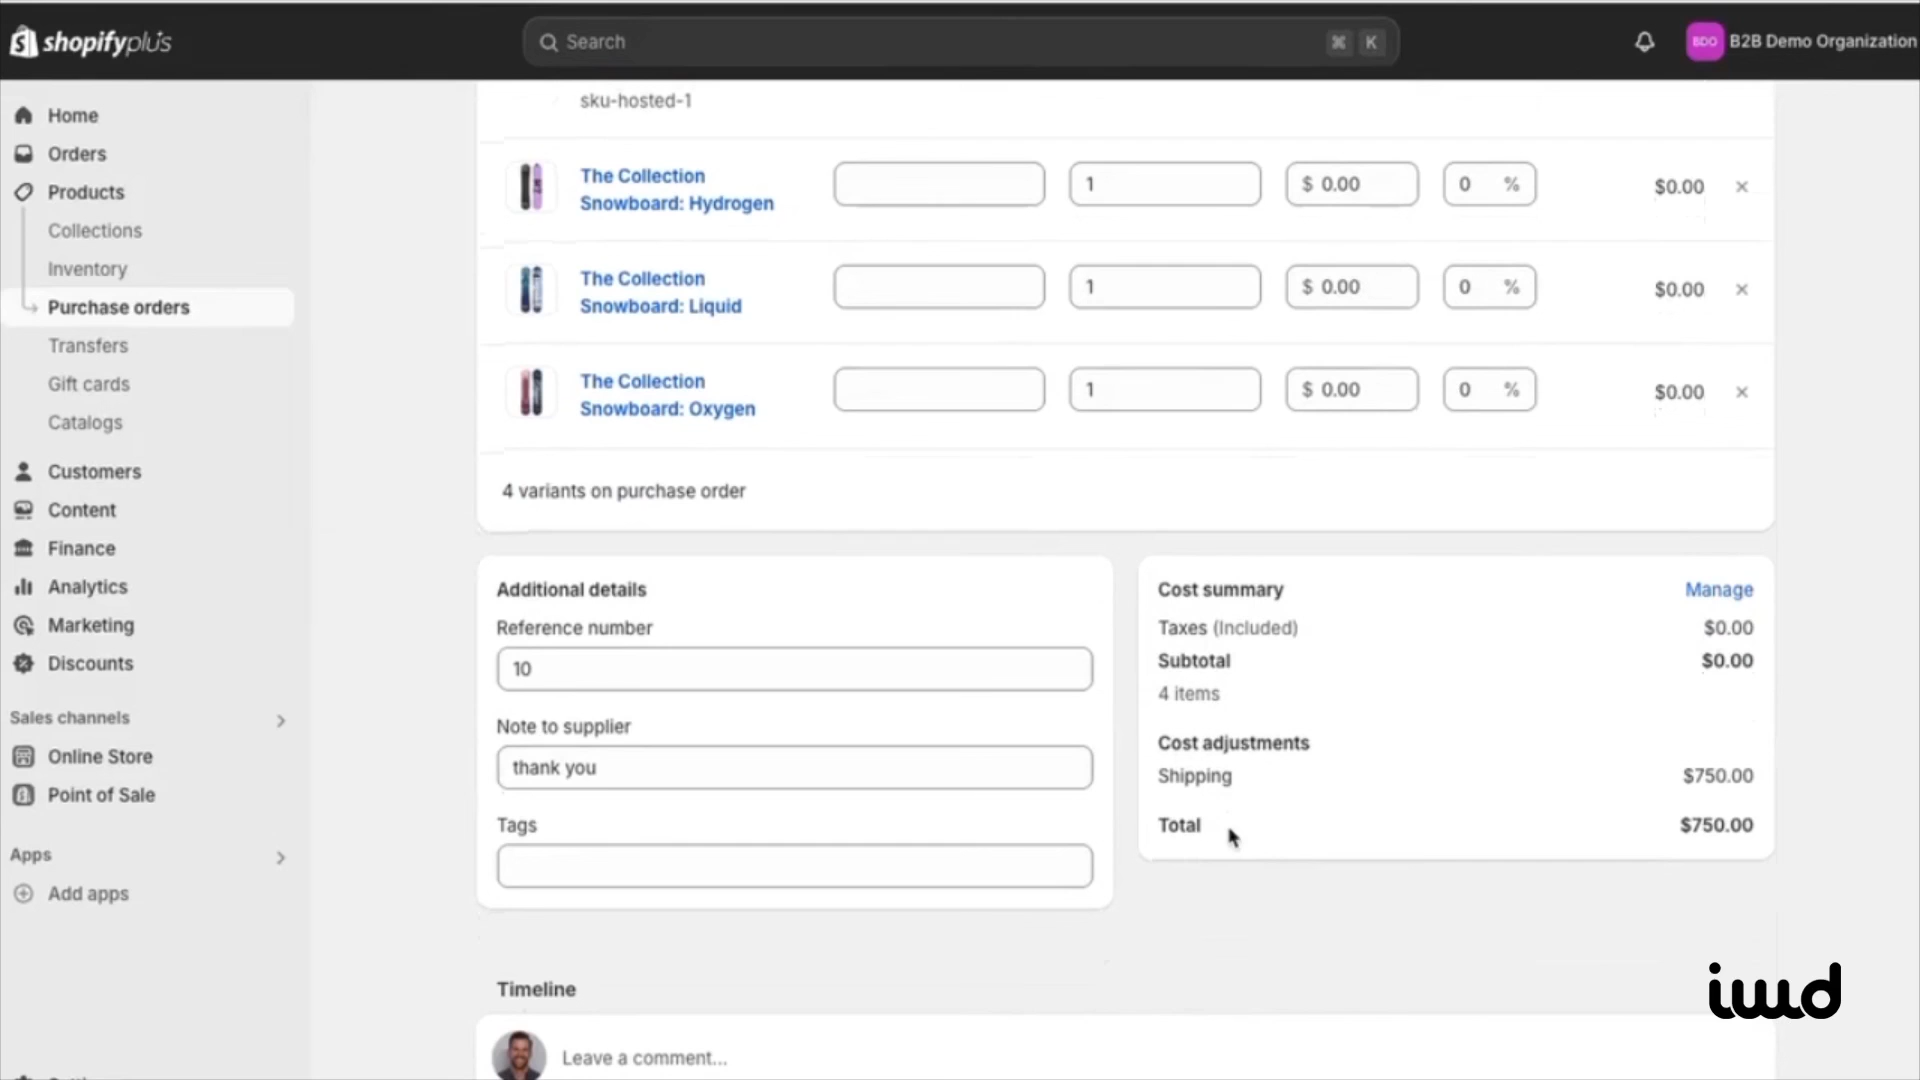 shopifyplus
Search
⌘ K
BDO
B2B Demo Organization
Home
Orders
Products
Collections
Inventory
Purchase orders
Transfers
Gift cards
Catalogs
Customers
Content
Finance
Analytics
Marketing
Discounts
Sales channels
Online Store
Point of Sale
Apps
Add apps
sku-hosted-1
The Collection
Snowboard: Hydrogen
1 $ 0.00 0 % $0.00
The Collection
Snowboard: Liquid
1 $ 0.00 0 % $0.00
The Collection
Snowboard: Oxygen
1 $ 0.00 0 % $0.00
4 variants on purchase order
Additional details
Reference number
10
Note to supplier
thank you
Tags
Cost summary Manage
Taxes (Included) $0.00
Subtotal $0.00
4 items
Cost adjustments
Shipping $750.00
Total $750.00
Timeline
Leave a comment...
iwd